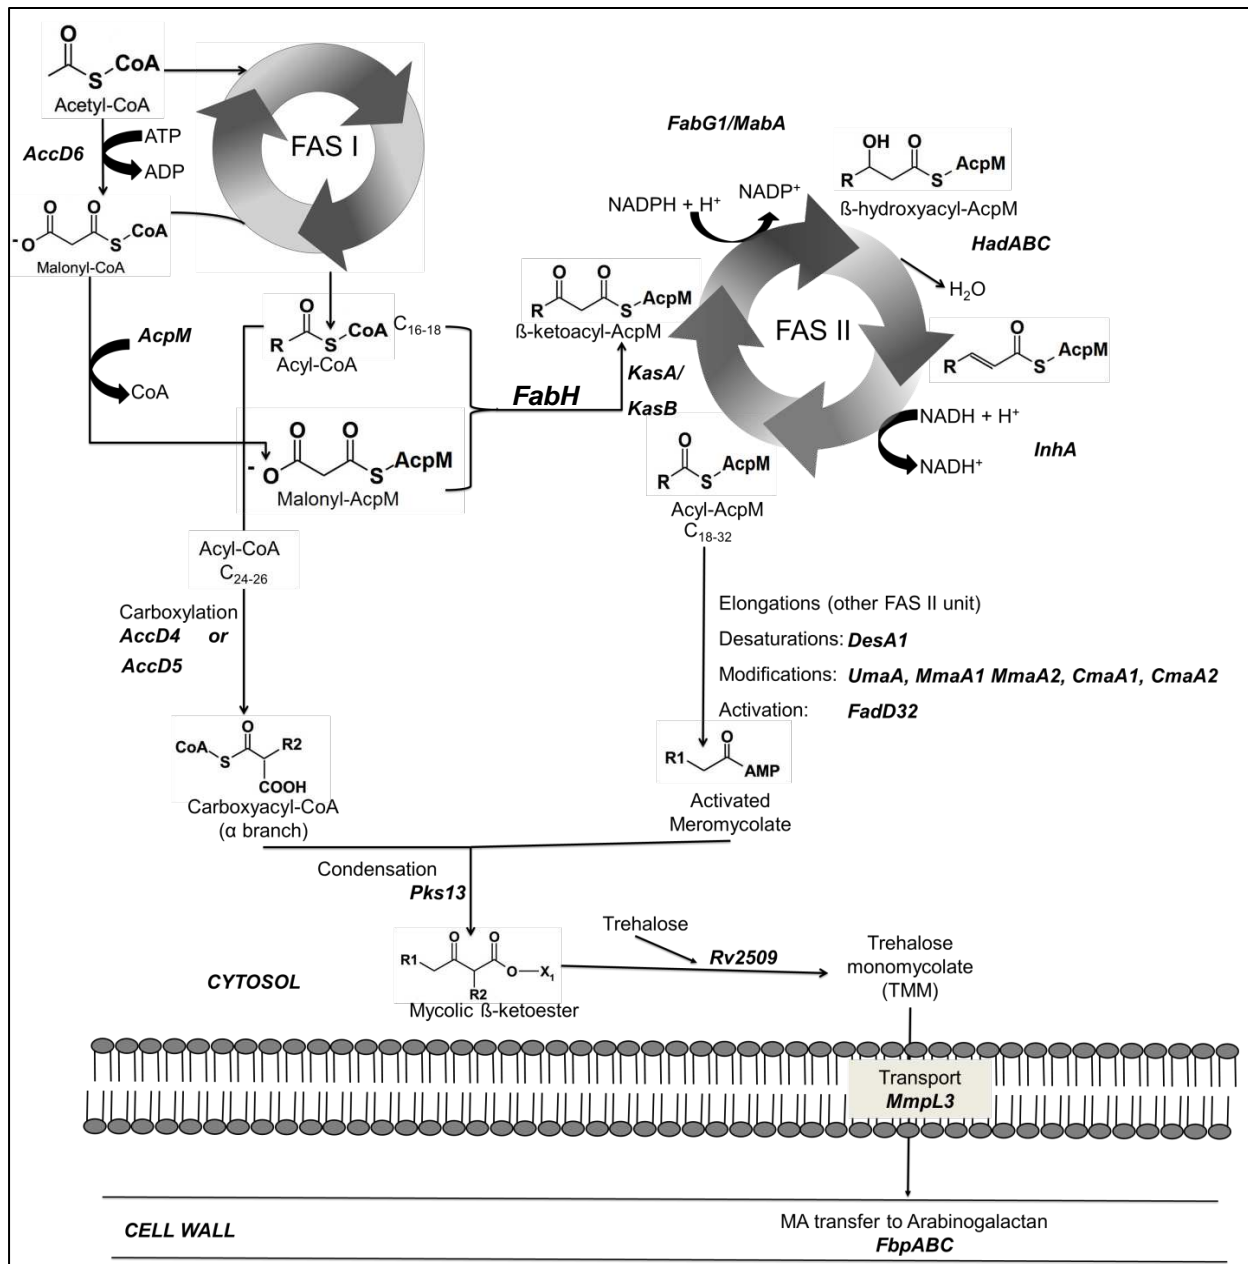 O
S
CoA
Acetyl-CoA
AccD6
ATP
ADP
O
O
-O
S
CoA
Malonyl-CoA
FAS I
AcpM
CoA
O
R
S
CoA
C16-18
Acyl-CoA
O
O
-O
S
AcpM
Malonyl-AcpM
FabH
FabG1/MabA
NADPH + H+
NADP+
OH
O
R
S
AcpM
ß-hydroxyacyl-AcpM
HadABC
H2O
O
O
R
S
AcpM
ß-ketoacyl-AcpM
FAS II
KasA/
KasB
O
R
S
AcpM
NADH + H+
NADH+
InhA
O
R
S
AcpM
Acyl-AcpM
C18-32
Acyl-CoA
C24-26
Carboxylation
AccD4 or
AccD5
Elongations (other FAS II unit)
Desaturations: DesA1
Modifications: UmaA, MmaA1 MmaA2, CmaA1, CmaA2
Activation: FadD32
CoA
S
O
R2
COOH
Carboxyacyl-CoA
(α branch)
R1
O
AMP
Activated
Meromycolate
Condensation
Pks13
O
O
R1
O
X1
R2
Mycolic ß-ketoester
Trehalose
Rv2509
Trehalose
monomycolate
(TMM)
CYTOSOL
Transport
MmpL3
CELL WALL
MA transfer to Arabinogalactan
FbpABC